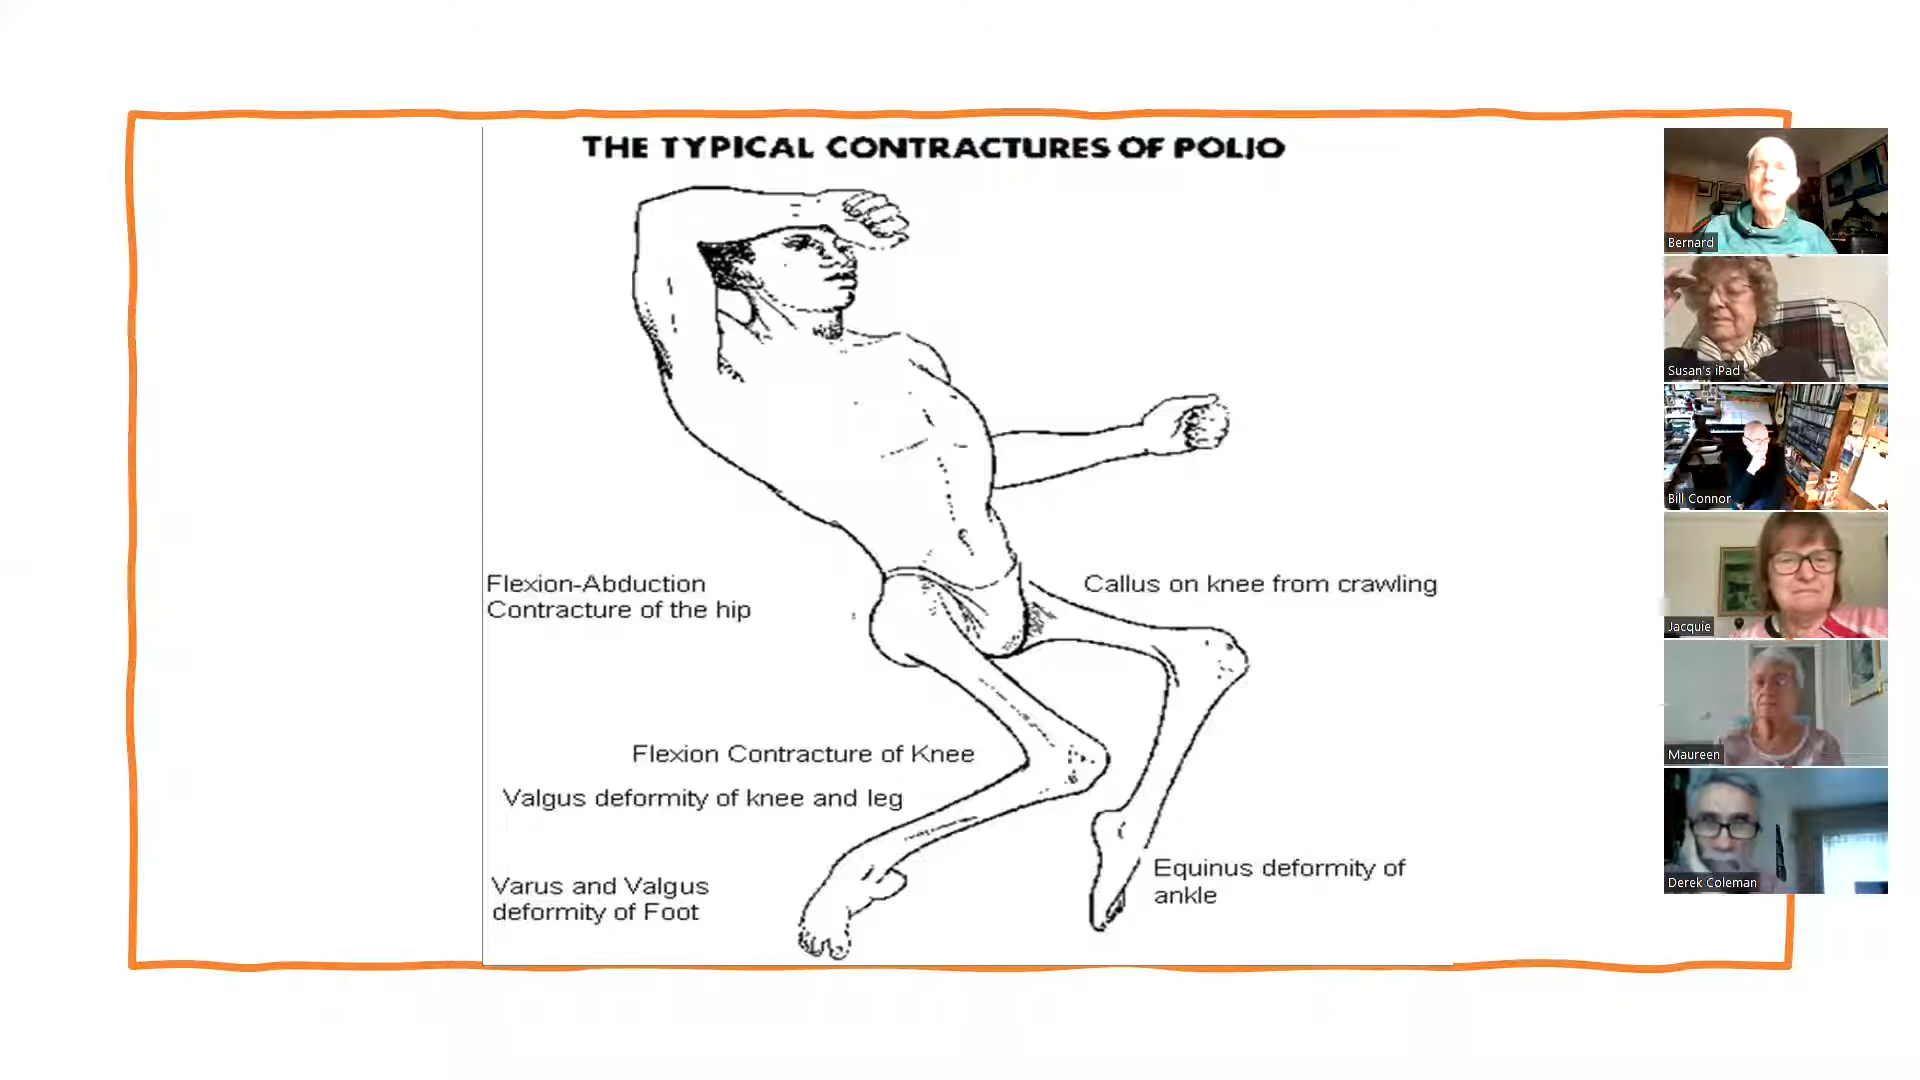 THE TYPICAL CONTRACTURES OF POLIO
Flexion-Abduction
Contracture of the hip
Callus on knee from crawling
Flexion Contracture of Knee
Valgus deformity of knee and leg
Varus and Valgus
deformity of Foot
Equinus deformity of
ankle
Bernard
Susan's iPad
Bill Connor
Jacquie
Maureen
Derek Coleman